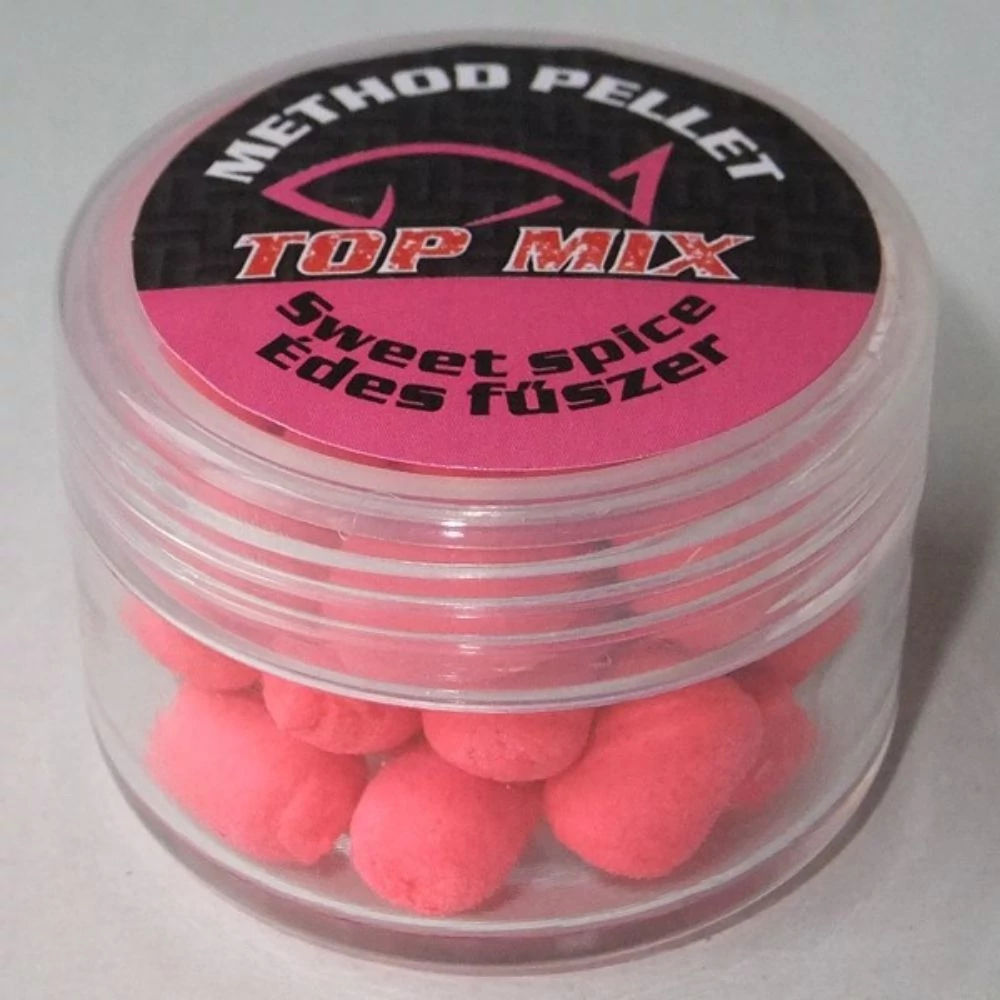 METHOD PELLET
TOP MIX
Sweet spice
Édes fűszer